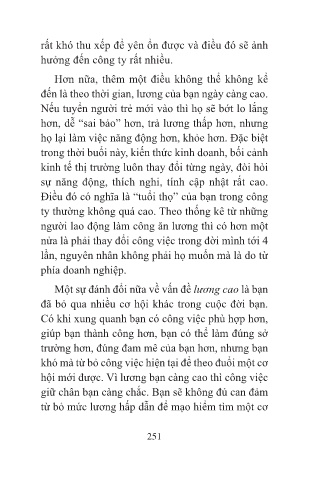 rất khó thu xếp để yên ổn được và điều đó sẽ ảnh
hưởng đến công ty rất nhiều.
Hơn nữa, thêm một điều không thể không kể
đến là theo thời gian, lương của bạn ngày càng cao.
Nếu tuyển người trẻ mới vào thì họ sẽ bớt lo lắng
hơn, dễ “sai bảo” hơn, trả lương thấp hơn, nhưng
họ lại làm việc năng động hơn, khỏe hơn. Đặc biệt
trong thời buổi này, kiến thức kinh doanh, bối cảnh
kinh tế thị trường luôn thay đổi từng ngày, đòi hỏi
sự năng động, thích nghi, tính cập nhật rất cao.
Điều đó có nghĩa là “tuổi thọ” của bạn trong công
ty thường không quá cao. Theo thống kê từ những
người lao động làm công ăn lương thì có hơn một
nửa là phải thay đổi công việc trong đời mình tới 4
lần, nguyên nhân không phải họ muốn mà là do từ
phía doanh nghiệp.
Một sự đánh đổi nữa về vấn đề lương cao là bạn
đã bỏ qua nhiều cơ hội khác trong cuộc đời bạn.
Có khi xung quanh bạn có công việc phù hợp hơn,
giúp bạn thành công hơn, bạn có thể làm đúng sở
trường hơn, đúng đam mê của bạn hơn, nhưng bạn
khó mà từ bỏ công việc hiện tại để theo đuổi một cơ
hội mới được. Vì lương bạn càng cao thì công việc
giữ chân bạn càng chắc. Bạn sẽ không đủ can đảm
từ bỏ mức lương hấp dẫn để mạo hiểm tìm một cơ
251